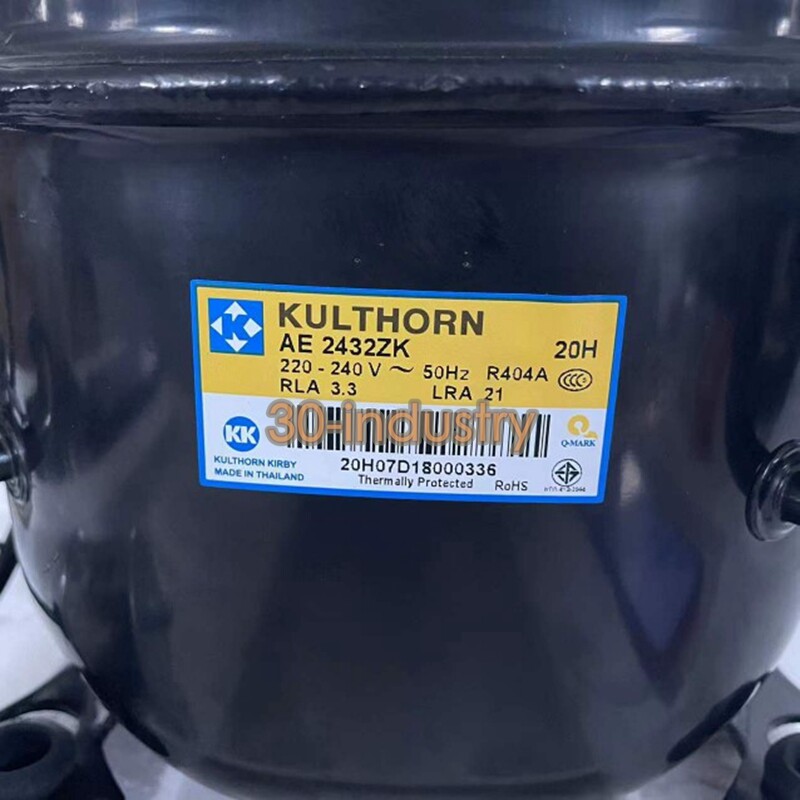 KULTHORN
AE 2432ZK 20H
220 - 240 V ~ 50Hz R404A
RLA 3.3 LRA 21
30-industry
KK
Q-MARK
KULTHORN KIRBY
MADE IN THAILAND
20H07D18000336
Thermally Protected RoHS